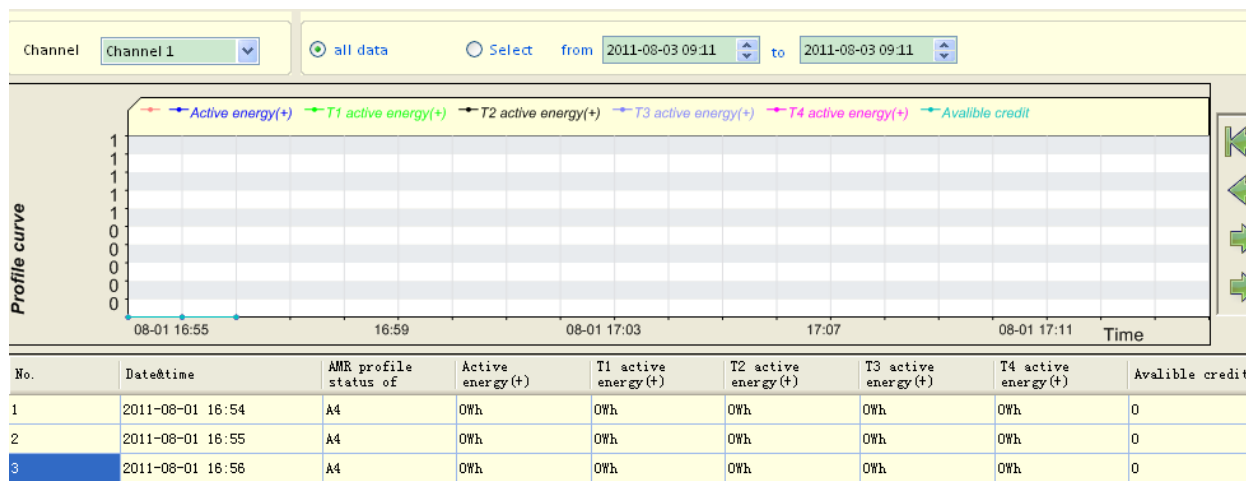 Channel Channel 1 all data Select from 2011-08-03 09:11 to 2011-08-03 09:11
Active energy(+) T1 active energy(+) T2 active energy(+) T3 active energy(+) T4 active energy(+) Avalible credit
1
1
1
1
1
0
0
0
0
0
Profile curve
08-01 16:55 16:59 08-01 17:03 17:07 08-01 17:11 Time
No. Date&time AMR profile status of Active energy(+) T1 active energy(+) T2 active energy(+) T3 active energy(+) T4 active energy(+) Avalible credit
1 2011-08-01 16:54 A4 0Wh 0Wh 0Wh 0Wh 0Wh 0
2 2011-08-01 16:55 A4 0Wh 0Wh 0Wh 0Wh 0Wh 0
3 2011-08-01 16:56 A4 0Wh 0Wh 0Wh 0Wh 0Wh 0